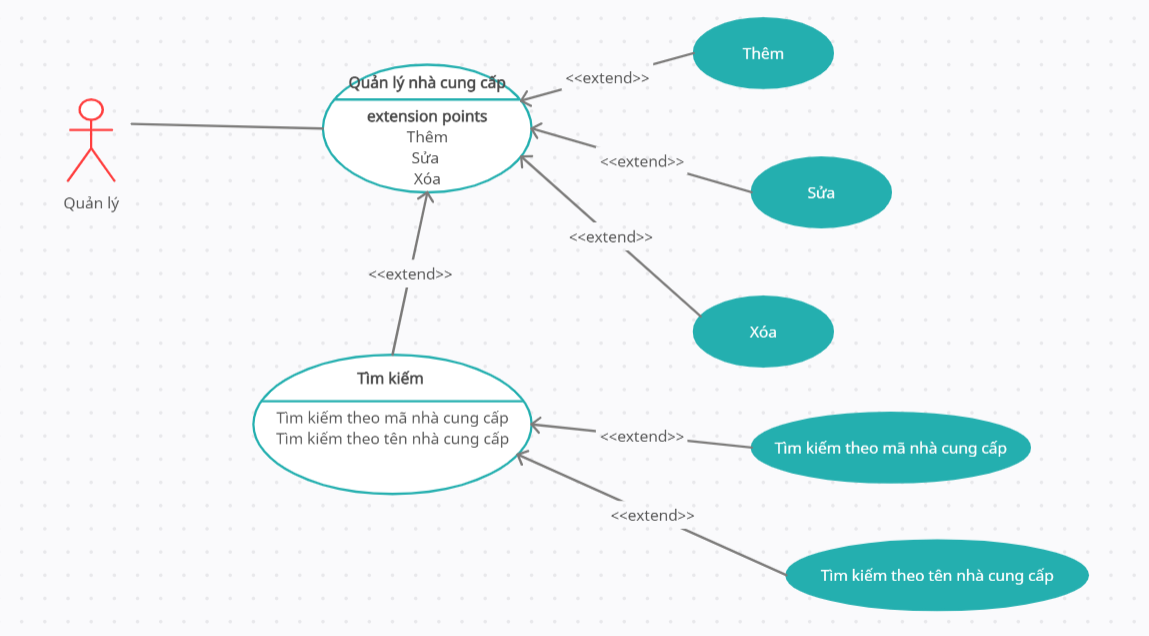 Thêm
<<extend>>
Quản lý nhà cung cấp
extension points
Thêm
Sửa
Xóa
<<extend>>
Sửa
Quản lý
<<extend>>
<<extend>>
Xóa
Tìm kiếm
Tìm kiếm theo mã nhà cung cấp
Tìm kiếm theo tên nhà cung cấp
<<extend>>
Tìm kiếm theo mã nhà cung cấp
<<extend>>
Tìm kiếm theo tên nhà cung cấp